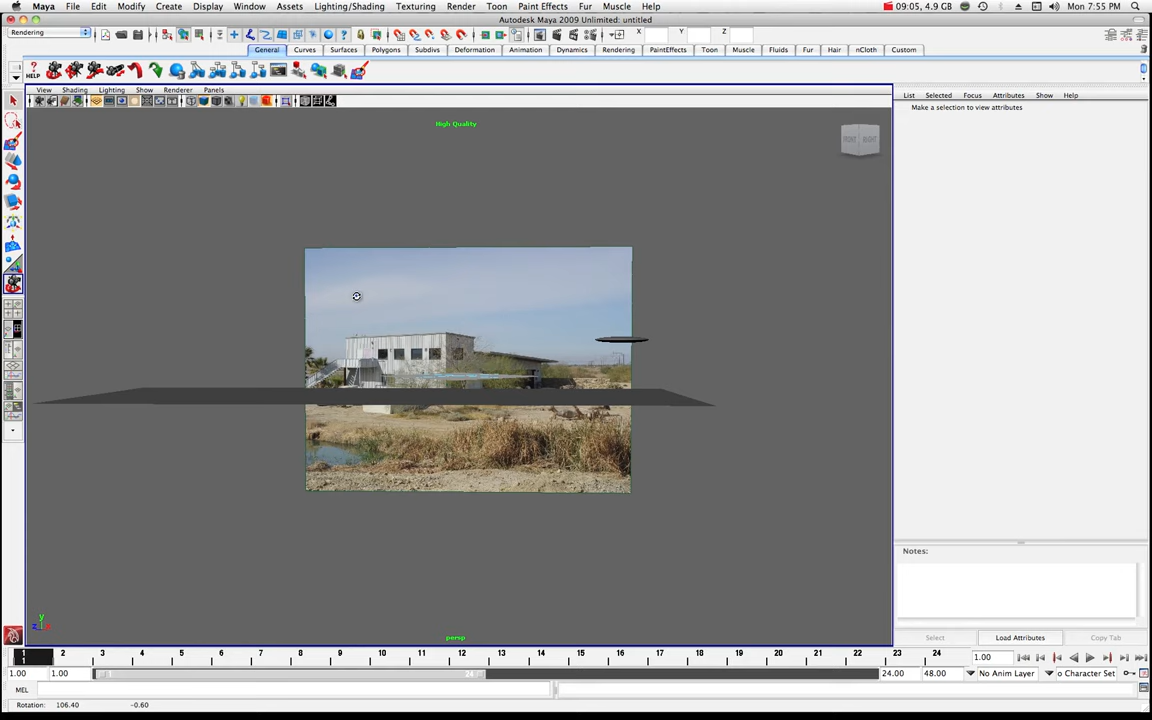 Maya File Edit Modify Create Display Window Assets Lighting/Shading Texturing Render Toon Paint Effects Fur Muscle Help 09:05, 4.9 GB Mon 7:55 PM
Autodesk Maya 2009 Unlimited: untitled
Rendering X Y Z
General Curves Surfaces Polygons Subdivs Deformation Animation Dynamics Rendering PaintEffects Toon Muscle Fluids Fur Hair nCloth Custom
HELP
View Shading Lighting Show Renderer Panels
List Selected Focus Attributes Show Help
Make a selection to view attributes
High Quality
FRONT RIGHT
Notes:
y
z x
persp
Select Load Attributes Copy Tab
1 2 3 4 5 6 7 8 9 10 11 12 13 14 15 16 17 18 19 20 21 22 23 24
1 1.00
1.00 1.00 1 24 24.00 48.00 No Anim Layer o Character Set
MEL
Rotation: 106.40 -0.60